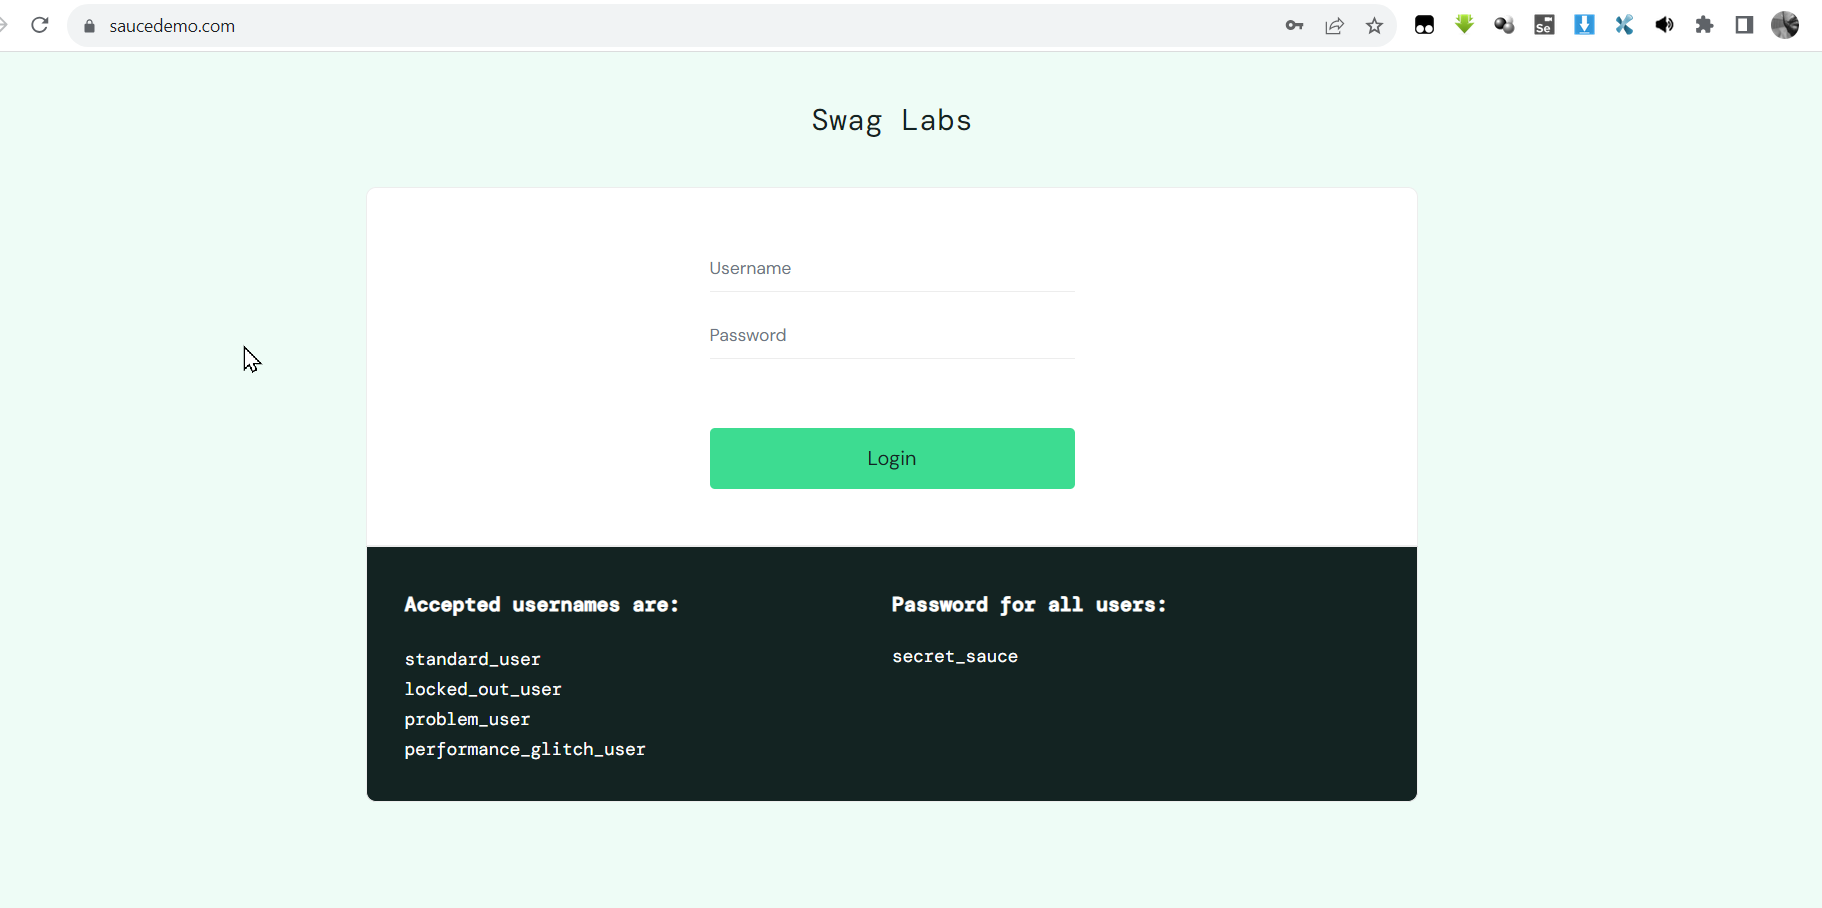 saucedemo.com
Se
Swag Labs
Username
Password
Login
Accepted usernames are:
standard_user
locked_out_user
problem_user
performance_glitch_user
Password for all users:
secret_sauce